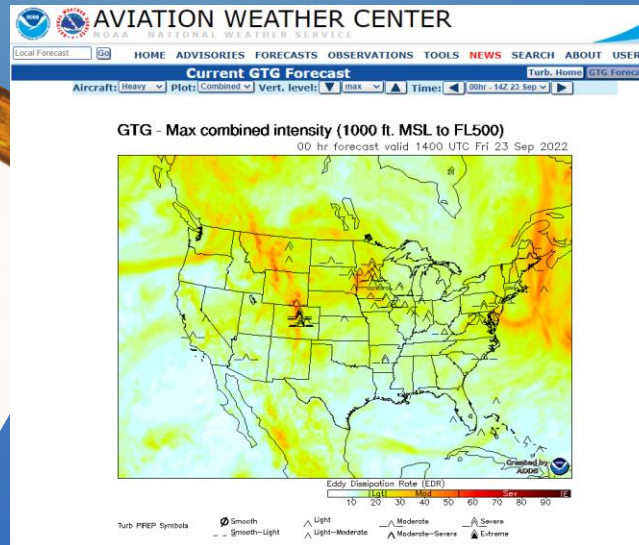 AVIATION WEATHER CENTER
NOAA NATIONAL WEATHER SERVICE
Local Forecast Go HOME ADVISORIES FORECASTS OBSERVATIONS TOOLS NEWS SEARCH ABOUT USER
Current GTG Forecast Turb. Home GTG Foreca
Aircraft: Heavy Plot: Combined Vert. level: max Time: 00hr - 14Z 23 Sep
GTG - Max combined intensity (1000 ft. MSL to FL500)
00 hr forecast valid 1400 UTC Fri 23 Sep 2022
Created by
ADDS
Eddy Dissipation Rate (EDR)
Lgt Mod Sev E
10 20 30 40 50 60 70 80 90
Turb PIREP Symbols Smooth Light Moderate Severe
Smooth-Light Light-Moderate Moderate-Severe Extreme